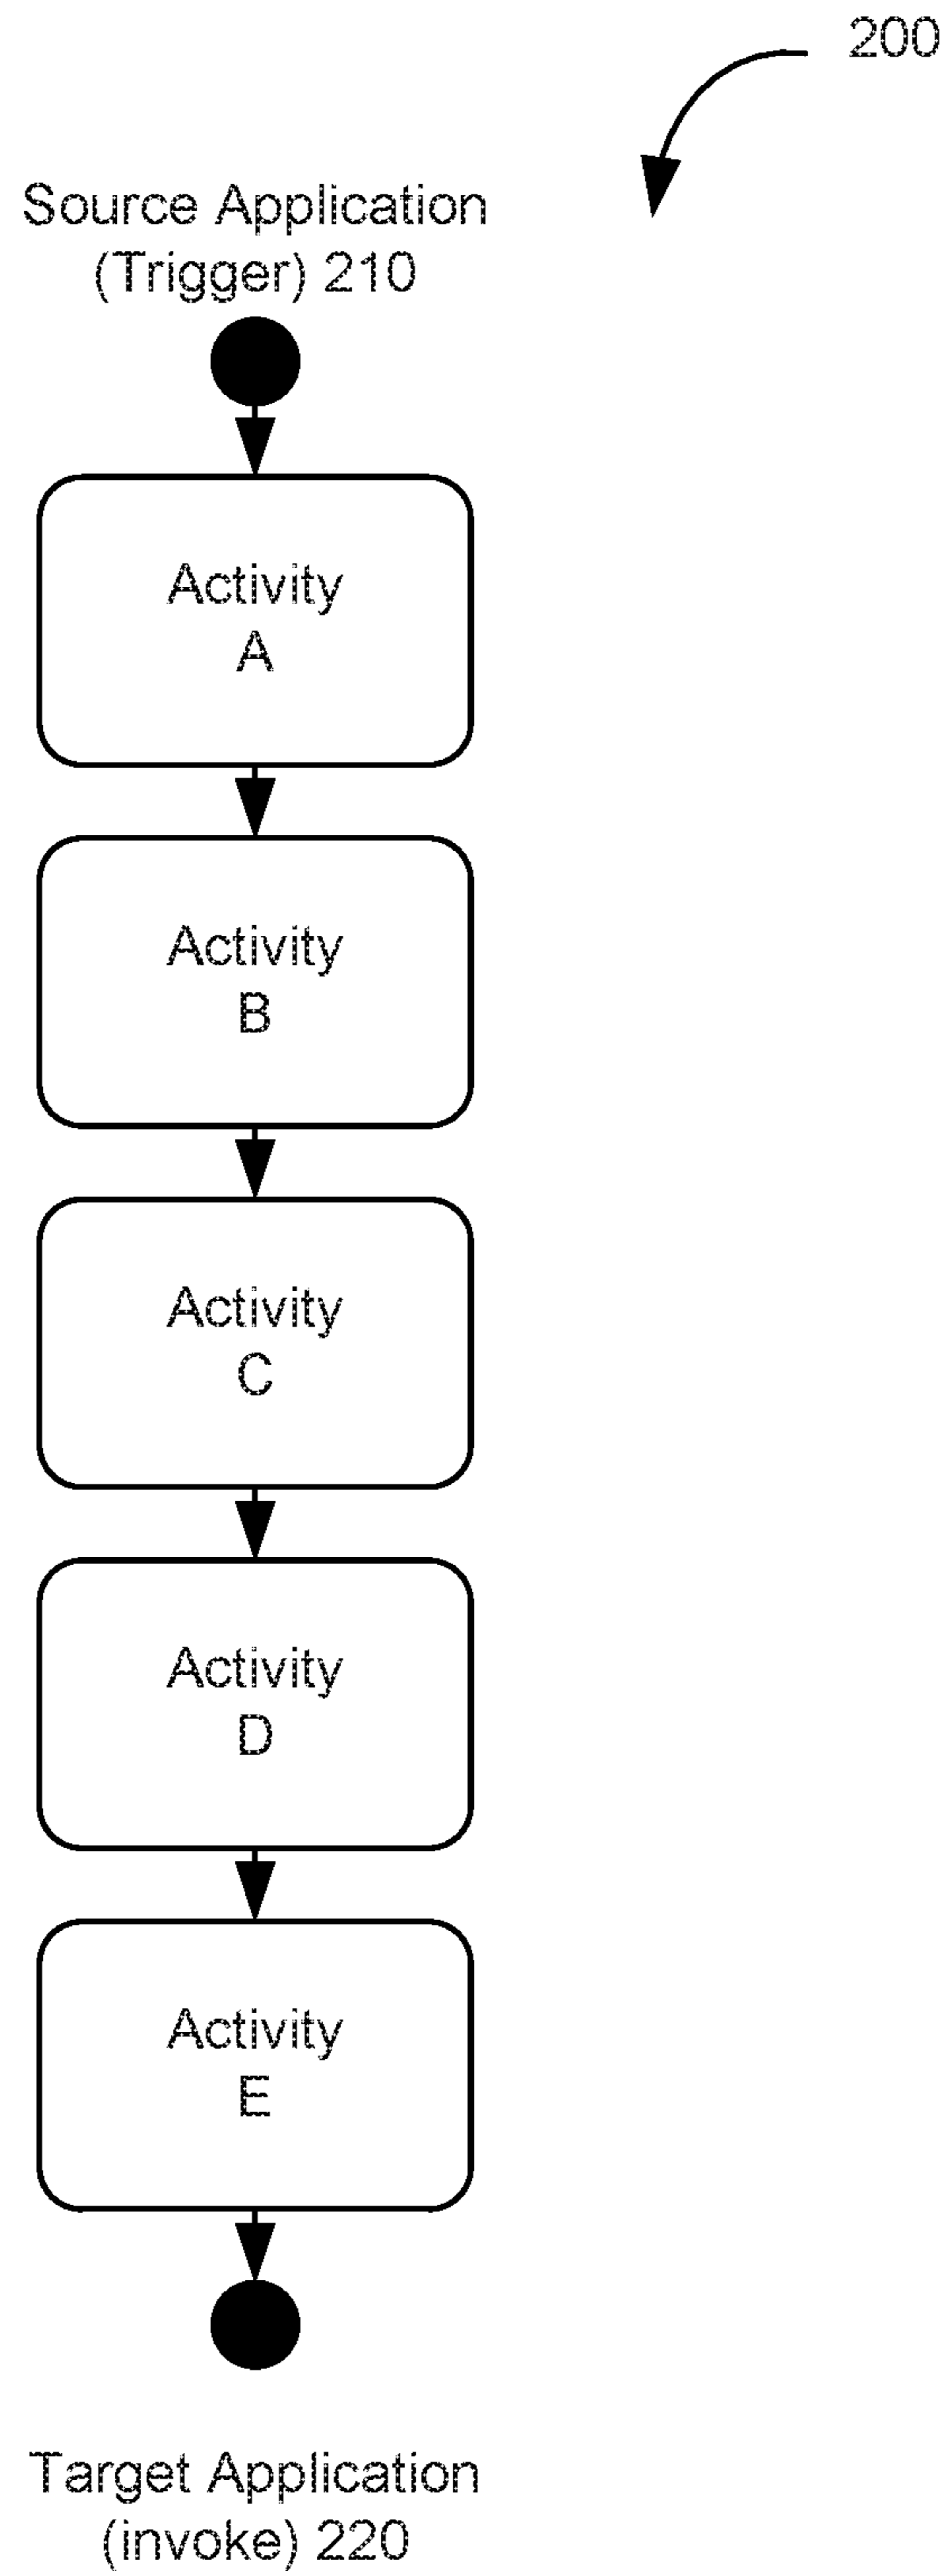 200
Source Application
(Trigger) 210
Activity
A
Activity
B
Activity
C
Activity
D
Activity
E
Target Application
(invoke) 220